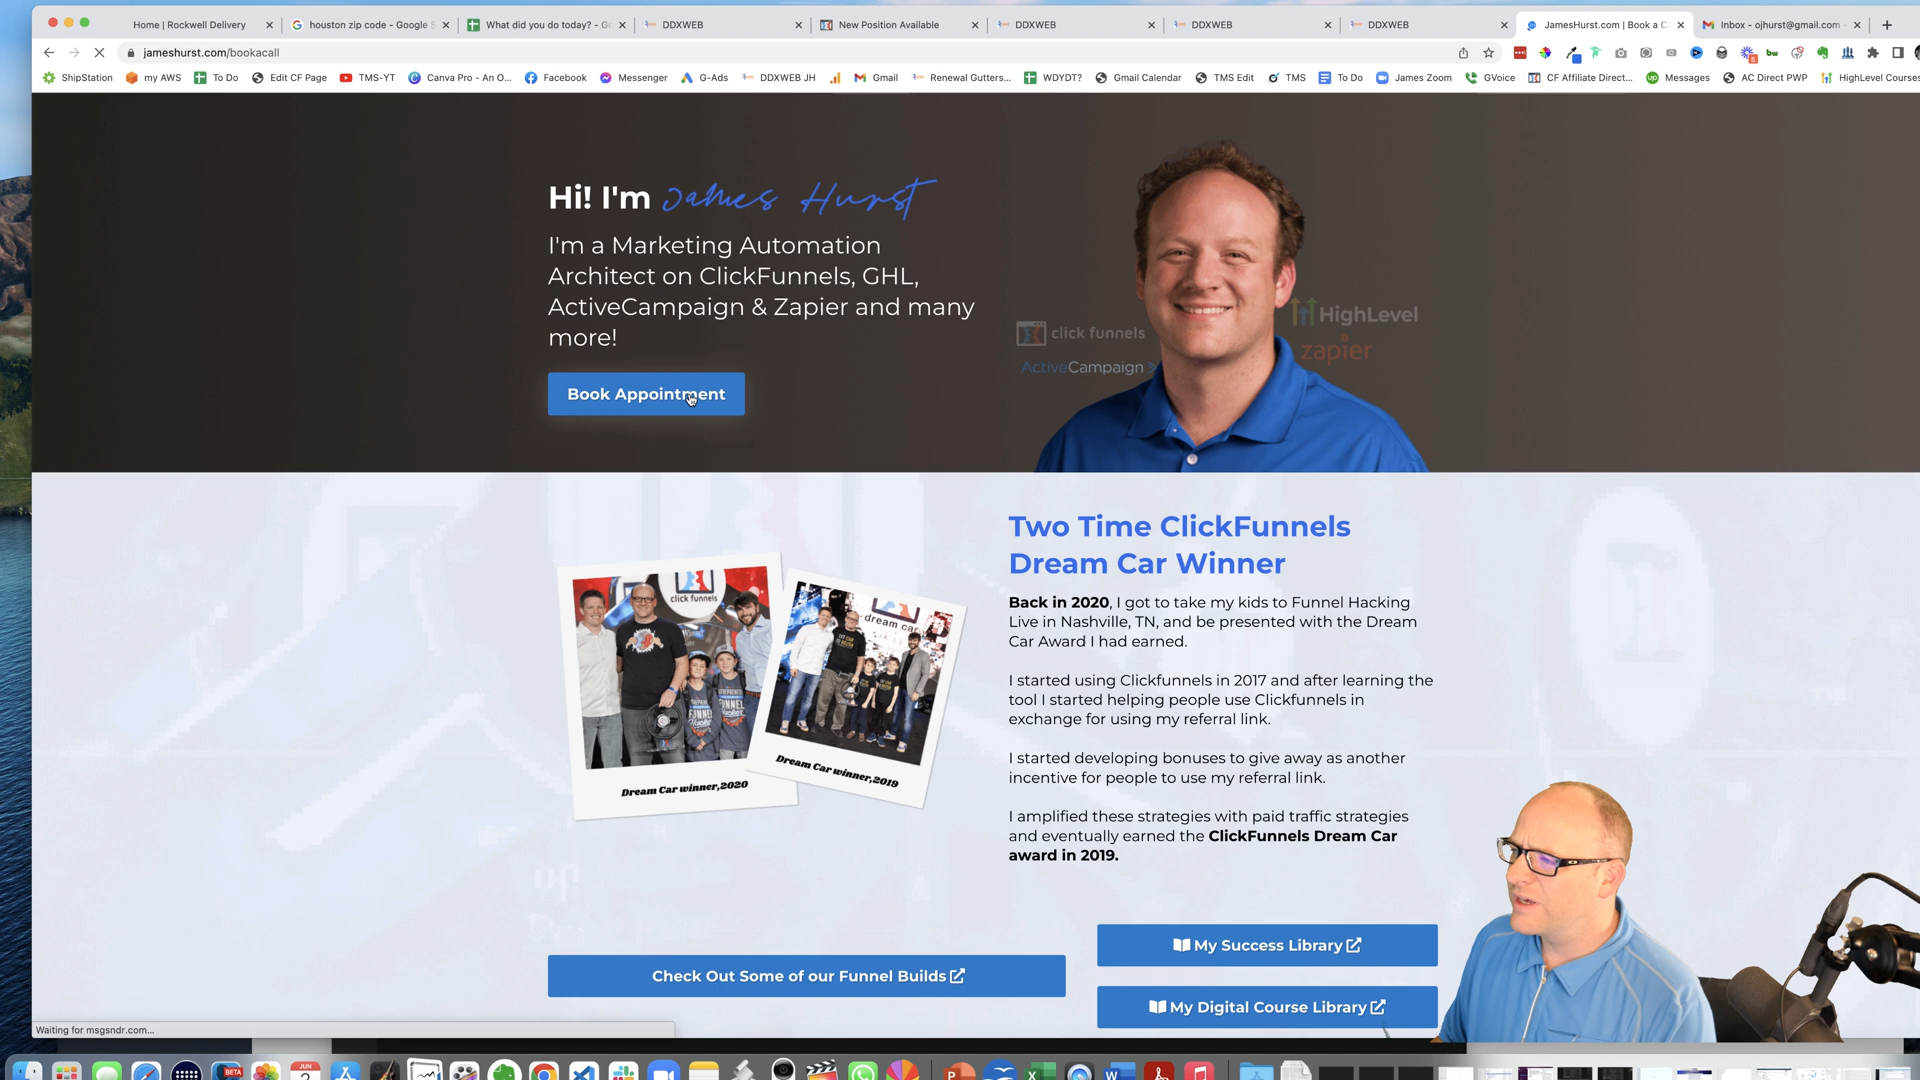 Home | Rockwell Delivery
houston zip code - Google S
What did you do today? - G
DDXWEB
New Position Available
DDXWEB
DDXWEB
DDXWEB
JamesHurst.com | Book a C
Inbox - ojhurst@gmail.com
jameshurst.com/bookacall
ShipStation
my AWS
To Do
Edit CF Page
TMS-YT
Canva Pro - An O...
Facebook
Messenger
G-Ads
DDXWEB JH
Gmail
Renewal Gutters...
WDYDT?
Gmail Calendar
TMS Edit
TMS
To Do
James Zoom
GVoice
CF Affiliate Direct...
Messages
AC Direct PWP
HighLevel Courses
Hi! I'm James Hurst
I'm a Marketing Automation
Architect on ClickFunnels, GHL,
ActiveCampaign & Zapier and many
more!
Book Appointment
click funnels
ActiveCampaign >
HighLevel
zapier
Two Time ClickFunnels
Dream Car Winner
Back in 2020, I got to take my kids to Funnel Hacking
Live in Nashville, TN, and be presented with the Dream
Car Award I had earned.
I started using Clickfunnels in 2017 and after learning the
tool I started helping people use Clickfunnels in
exchange for using my referral link.
I started developing bonuses to give away as another
incentive for people to use my referral link.
I amplified these strategies with paid traffic strategies
and eventually earned the ClickFunnels Dream Car
award in 2019.
click funnels
dream car
FUNNEL
Dream Car winner,2020
Dream Car winner,2019
Check Out Some of our Funnel Builds
My Success Library
My Digital Course Library
Waiting for msgsndr.com...
JUN
BETA